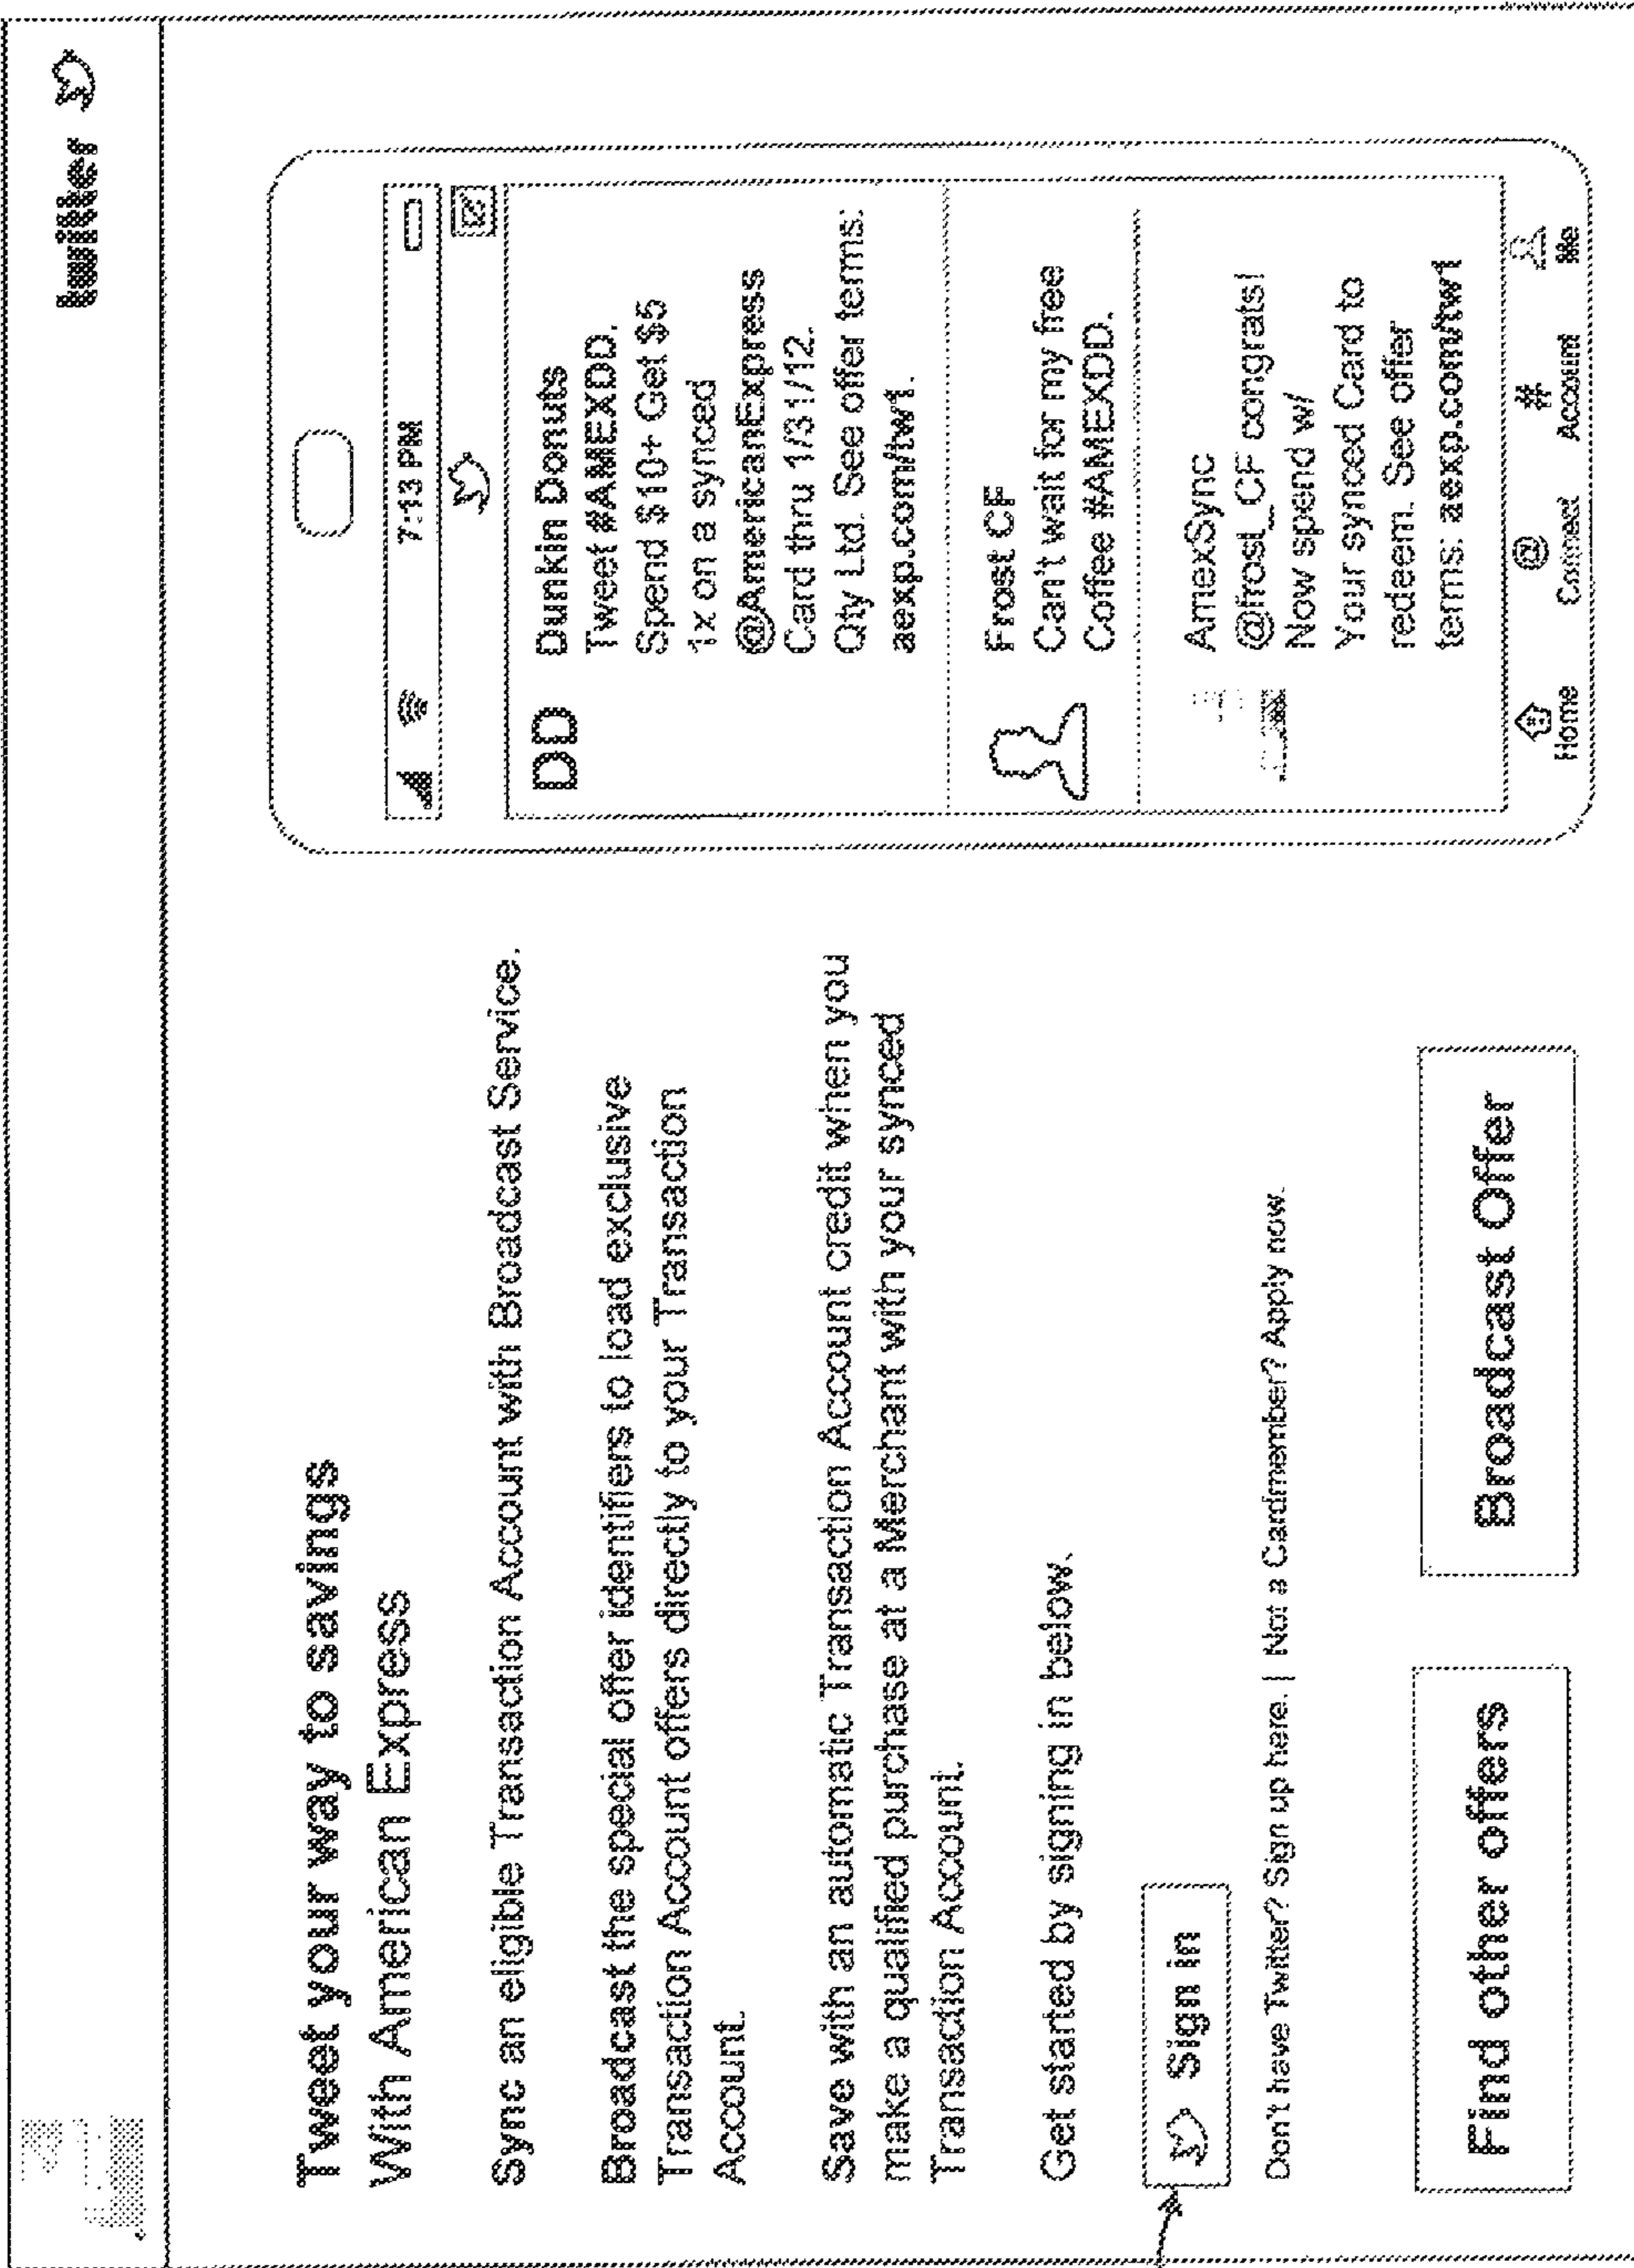 twitter
Tweet your way to savings
With American Express
Sync an eligible Transaction Account with Broadcast Service.
Broadcast the special offer identifiers to load exclusive
Transaction Account offers directly to your Transaction
Account.
Save with an automatic Transaction Account credit when you
make a qualified purchase at a Merchant with your synced
Transaction Account.
Get started by signing in below.
Sign in
Don't have Twitter? Sign up here. | Not a Cardmember? Apply now.
Find other offers
Broadcast Offer
7:13 PM
DD
Dunkin Donuts
Tweet #AMEXDD.
Spend $10+ Get $5
1x on a synced
@AmericanExpress
Card thru 1/31/12.
Qty Ltd. See offer terms:
aexp.com/tw1.
Frost CF
Can't wait for my free
Coffee #AMEXDD.
AmexSync
@frost_CF congrats!
Now spend w/
Your synced Card to
redeem. See offer
terms: aexp.com/tw1
@
#
Home
Connect
Account
Me